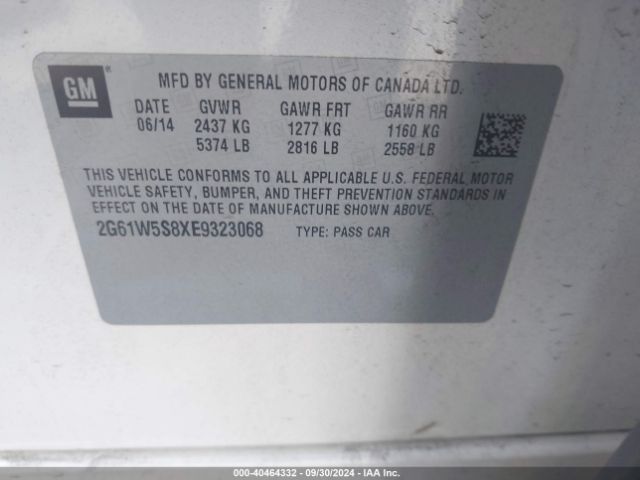 GM ®
MFD BY GENERAL MOTORS OF CANADA LTD.
DATE GVWR GAWR FRT GAWR RR
06/14 2437 KG 1277 KG 1160 KG
5374 LB 2816 LB 2558 LB
THIS VEHICLE CONFORMS TO ALL APPLICABLE U.S. FEDERAL MOTOR
VEHICLE SAFETY, BUMPER, AND THEFT PREVENTION STANDARDS IN
EFFECT ON THE DATE OF MANUFACTURE SHOWN ABOVE.
2G61W5S8XE9323068 TYPE: PASS CAR
000-40464332 - 09/30/2024 - IAA Inc.